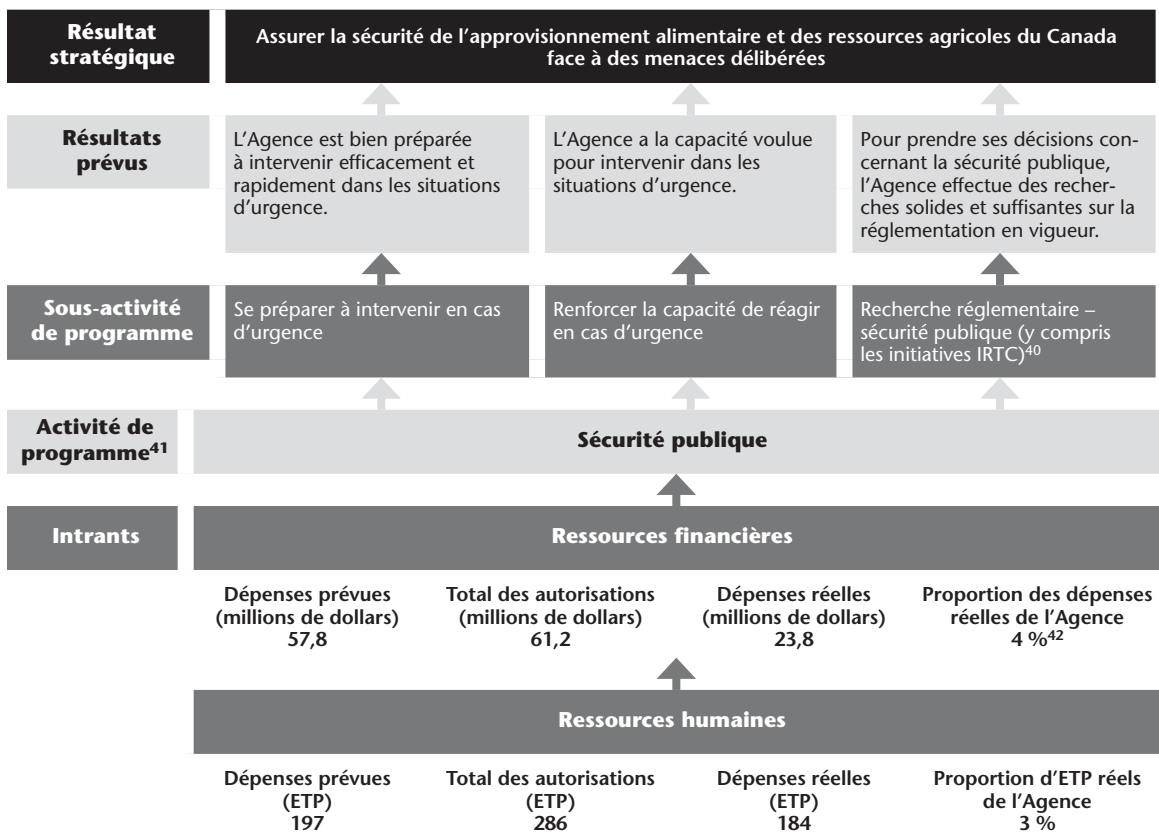 Résultat
stratégique
Assurer la sécurité de l'approvisionnement alimentaire et des ressources agricoles du Canada
face à des menaces délibérées
Résultats
prévus
L'Agence est bien préparée
à intervenir efficacement et
rapidement dans les situations
d'urgence.
L'Agence a la capacité voulue
pour intervenir dans les
situations d'urgence.
Pour prendre ses décisions con-
cernant la sécurité publique,
l'Agence effectue des recher-
ches solides et suffisantes sur la
réglementation en vigueur.
Sous-activité
de programme
Se préparer à intervenir en cas
d'urgence
Renforcer la capacité de réagir
en cas d'urgence
Recherche réglementaire –
sécurité publique (y compris
les initiatives IRTC)40
Activité de
programme41
Sécurité publique
Intrants
Ressources financières
Dépenses prévues
(millions de dollars)
57,8
Total des autorisations
(millions de dollars)
61,2
Dépenses réelles
(millions de dollars)
23,8
Proportion des dépenses
réelles de l'Agence
4 %42
Ressources humaines
Dépenses prévues
(ETP)
197
Total des autorisations
(ETP)
286
Dépenses réelles
(ETP)
184
Proportion d'ETP réels
de l'Agence
3 %